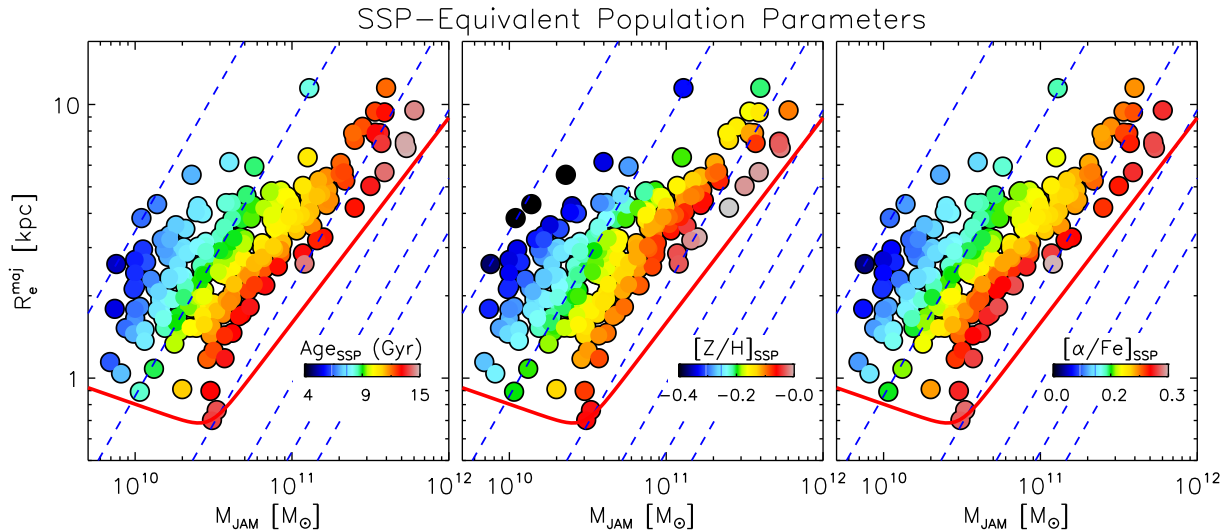 SSP-Equivalent Population Parameters
R_e^maj [kpc]
10
1
Age_SSP (Gyr)
4 9 15
[Z/H]_SSP
-0.4 -0.2 -0.0
[α/Fe]_SSP
0.0 0.2 0.3
10^10 10^11 10^12 10^10 10^11 10^12 10^10 10^11 10^12
M_JAM [M_⊙] M_JAM [M_⊙] M_JAM [M_⊙]